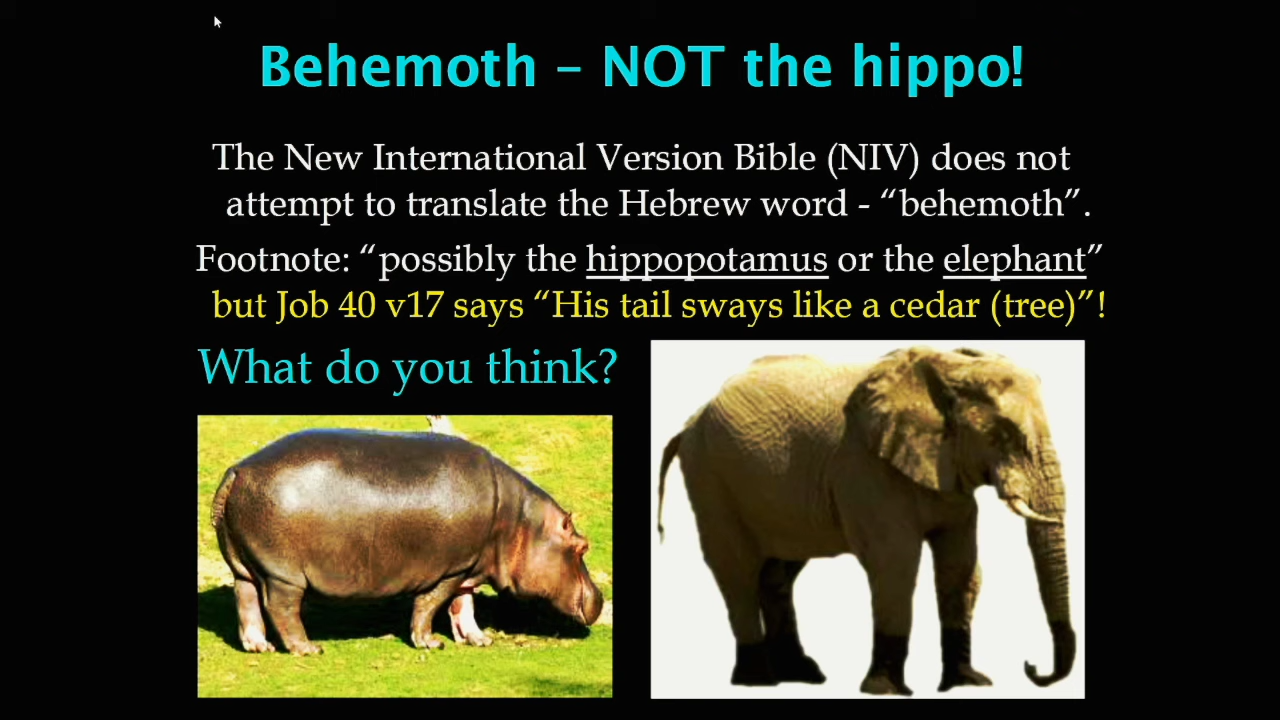 Behemoth – NOT the hippo!
The New International Version Bible (NIV) does not
attempt to translate the Hebrew word - “behemoth”.
Footnote: “possibly the hippopotamus or the elephant”
but Job 40 v17 says “His tail sways like a cedar (tree)”!
What do you think?